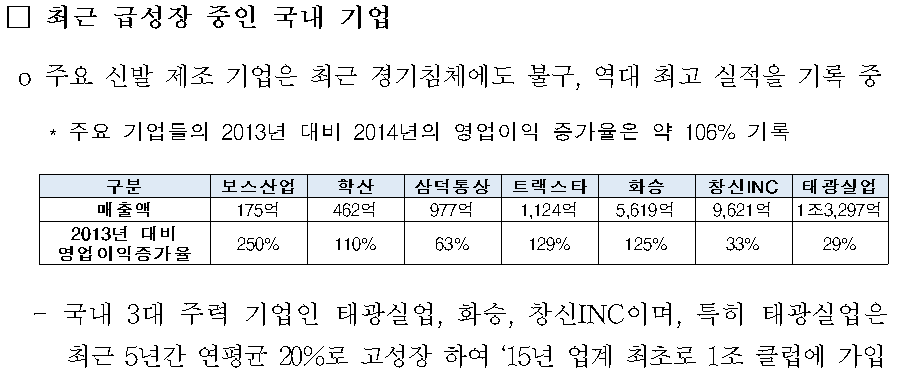 □ 최근 급성장 중인 국내 기업
o 주요 신발 제조 기업은 최근 경기침체에도 불구, 역대 최고 실적을 기록 중
* 주요 기업들의 2013년 대비 2014년의 영업이익 증가율은 약 106% 기록
구분 보스산업 학산 삼덕통상 트랙스타 화승 창신INC 태광실업
매출액 175억 462억 977억 1,124억 5,619억 9,621억 1조3,297억
2013년 대비
영업이익증가율 250% 110% 63% 129% 125% 33% 29%
- 국내 3대 주력 기업인 태광실업, 화승, 창신INC이며, 특히 태광실업은
최근 5년간 연평균 20%로 고성장 하여 ‘15년 업계 최초로 1조 클럽에 가입